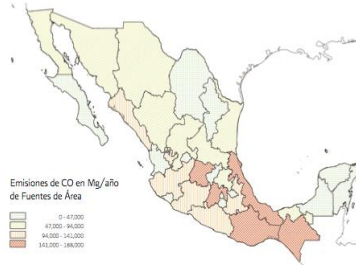 Emisiones de CO en Mg/año
de Fuentes de Área
0 - 47,000
47,000 - 94,000
94,000 - 141,000
141,000 - 188,000